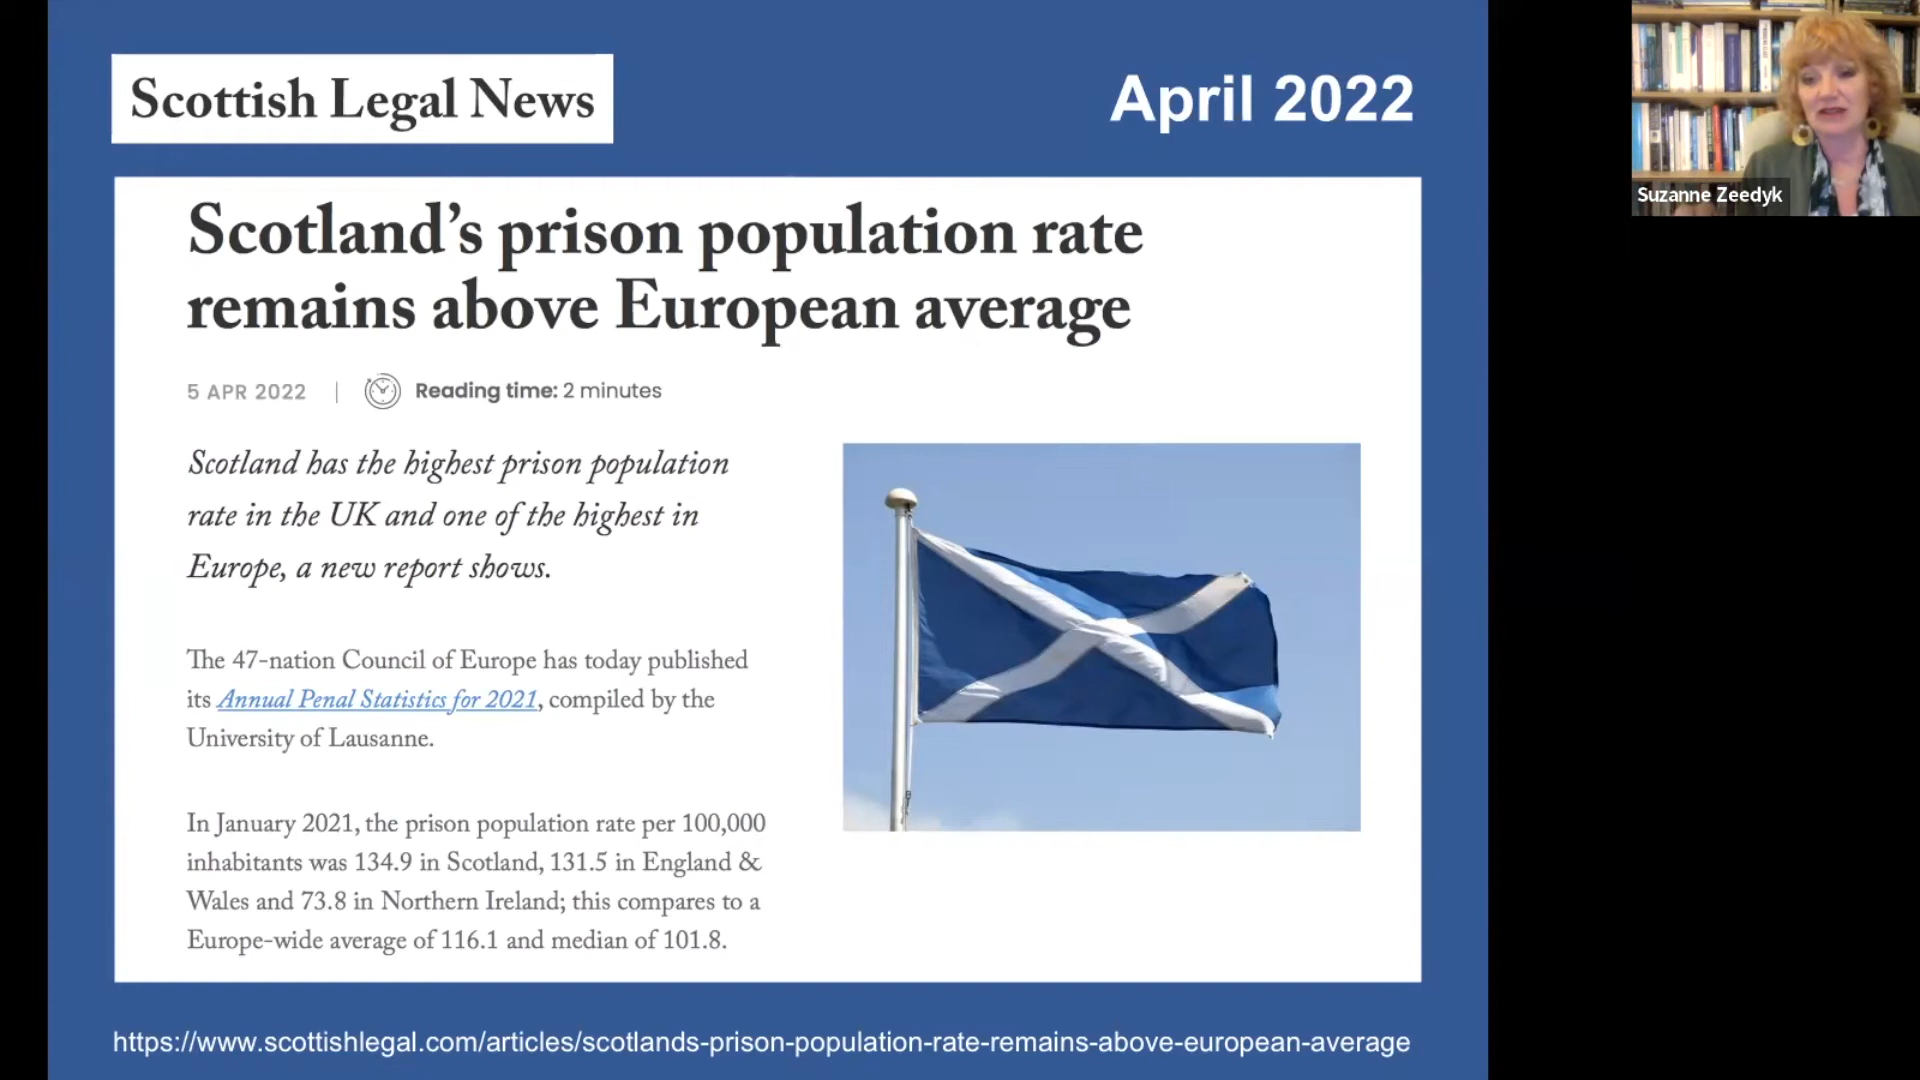 Scottish Legal News
April 2022
Suzanne Zeedyk
Scotland’s prison population rate
remains above European average
5 APR 2022 | Reading time: 2 minutes
Scotland has the highest prison population
rate in the UK and one of the highest in
Europe, a new report shows.
The 47-nation Council of Europe has today published
its Annual Penal Statistics for 2021, compiled by the
University of Lausanne.
In January 2021, the prison population rate per 100,000
inhabitants was 134.9 in Scotland, 131.5 in England &
Wales and 73.8 in Northern Ireland; this compares to a
Europe-wide average of 116.1 and median of 101.8.
https://www.scottishlegal.com/articles/scotlands-prison-population-rate-remains-above-european-average